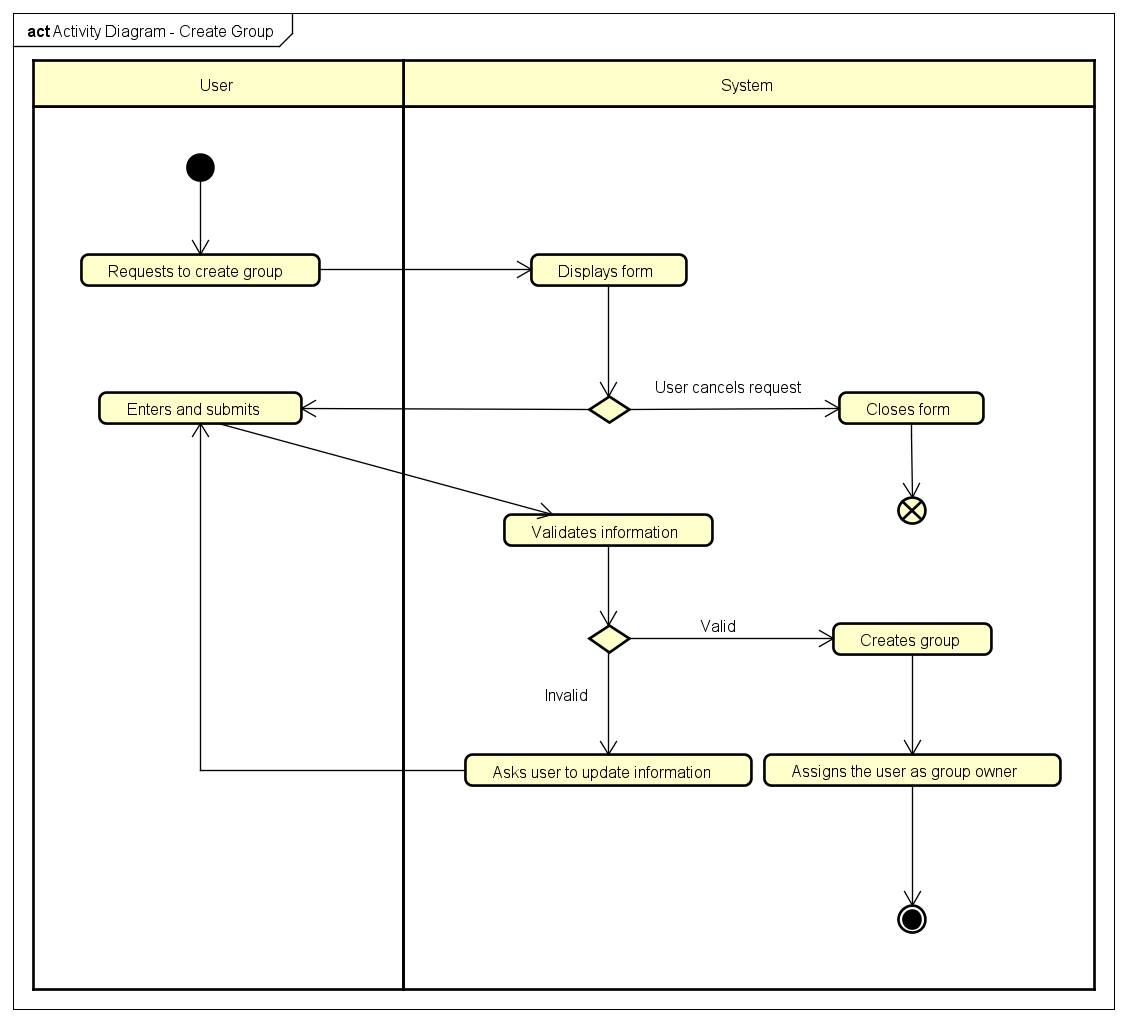 act Activity Diagram - Create Group
User
System
Requests to create group
Displays form
User cancels request
Enters and submits
Closes form
Validates information
Valid
Creates group
Invalid
Asks user to update information
Assigns the user as group owner